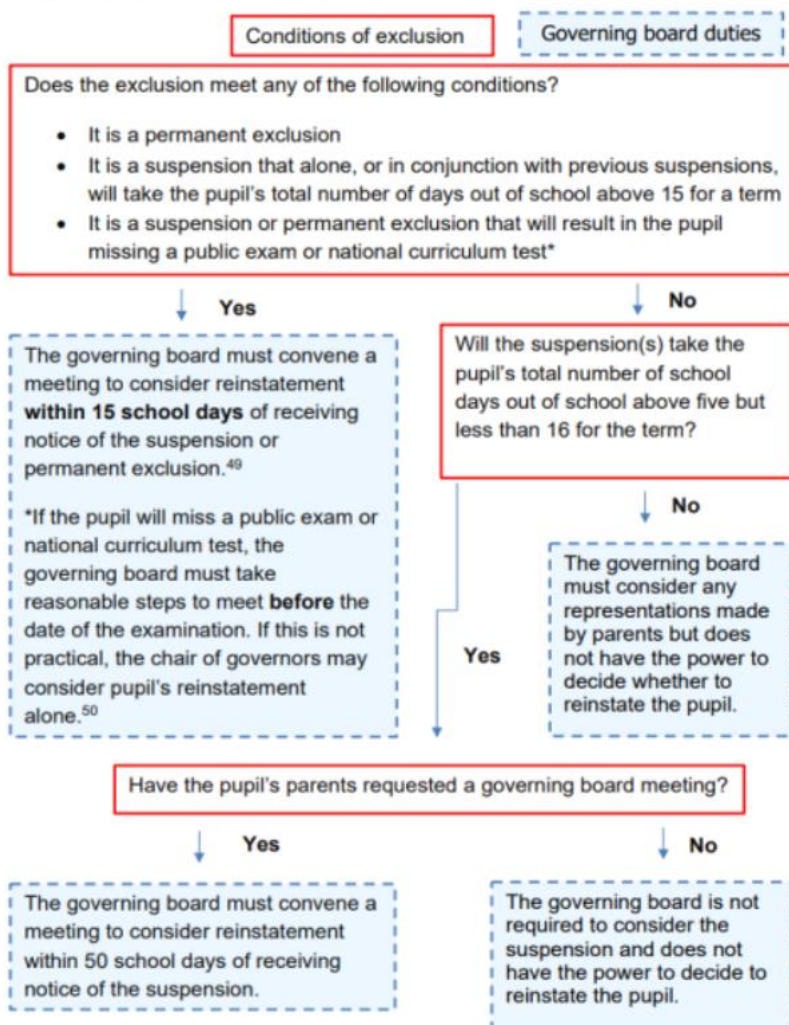 Conditions of exclusion
Governing board duties
Does the exclusion meet any of the following conditions?
• It is a permanent exclusion
• It is a suspension that alone, or in conjunction with previous suspensions,
will take the pupil's total number of days out of school above 15 for a term
• It is a suspension or permanent exclusion that will result in the pupil
missing a public exam or national curriculum test*
Yes
No
The governing board must convene a
meeting to consider reinstatement
within 15 school days of receiving
notice of the suspension or
permanent exclusion.49
*If the pupil will miss a public exam or
national curriculum test, the
governing board must take
reasonable steps to meet before the
date of the examination. If this is not
practical, the chair of governors may
consider pupil's reinstatement
alone.50
Will the suspension(s) take the
pupil's total number of school
days out of school above five but
less than 16 for the term?
No
The governing board
must consider any
representations made
by parents but does
not have the power to
decide whether to
reinstate the pupil.
Yes
Have the pupil's parents requested a governing board meeting?
Yes
No
The governing board must convene a
meeting to consider reinstatement
within 50 school days of receiving
notice of the suspension.
The governing board is not
required to consider the
suspension and does not
have the power to decide to
reinstate the pupil.